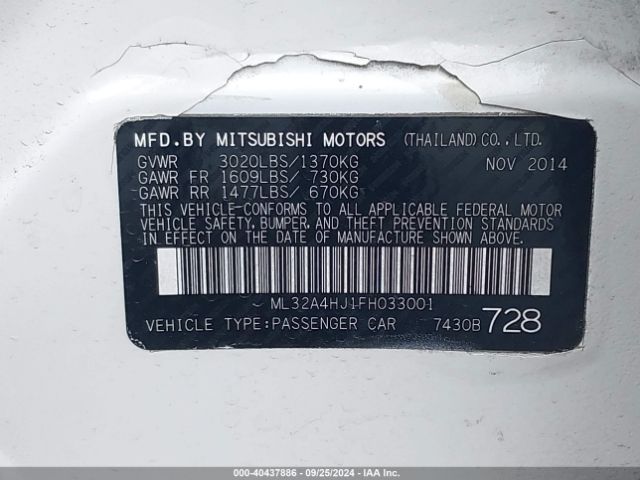 MFD.BY MITSUBISHI MOTORS (THAILAND)CO.,LTD.
GVWR 3020LBS/1370KG NOV 2014
GAWR FR 1609LBS/ 730KG
GAWR RR 1477LBS/ 670KG
THIS VEHICLE-CONFORMS TO ALL APPLICABLE FEDERAL MOTOR
VEHICLE SAFETY, BUMPER, AND THEFT PREVENTION STANDARDS
IN EFFECT ON THE DATE OF MANUFACTURE SHOWN ABOVE.
ML32A4HJ1FH033001
VEHICLE TYPE:PASSENGER CAR 7430B 728
000-40437886 - 09/25/2024 - IAA Inc.